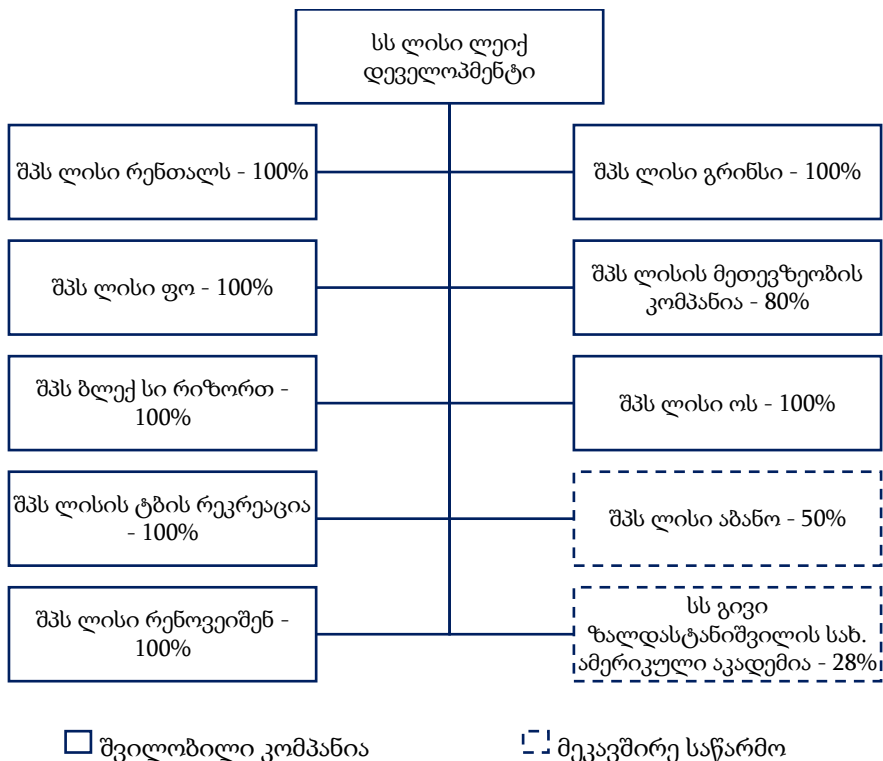 სს ლისი ლეიქ
დეველოპმენტი
შპს ლისი რენთალს - 100%
შპს ლისი გრინსი - 100%
შპს ლისი ფო - 100%
შპს ლისის მეთევზეობის
კომპანია - 80%
შპს ბლექ სი რიზორთ -
100%
შპს ლისი ოს - 100%
შპს ლისის ტბის რეკრეაცია
- 100%
შპს ლისი აბანო - 50%
შპს ლისი რენოვეიშენ -
100%
სს გივი
ზალდასტანიშვილის სახ.
ამერიკული აკადემია - 28%
შვილობილი კომპანია
მეკავშირე საწარმო